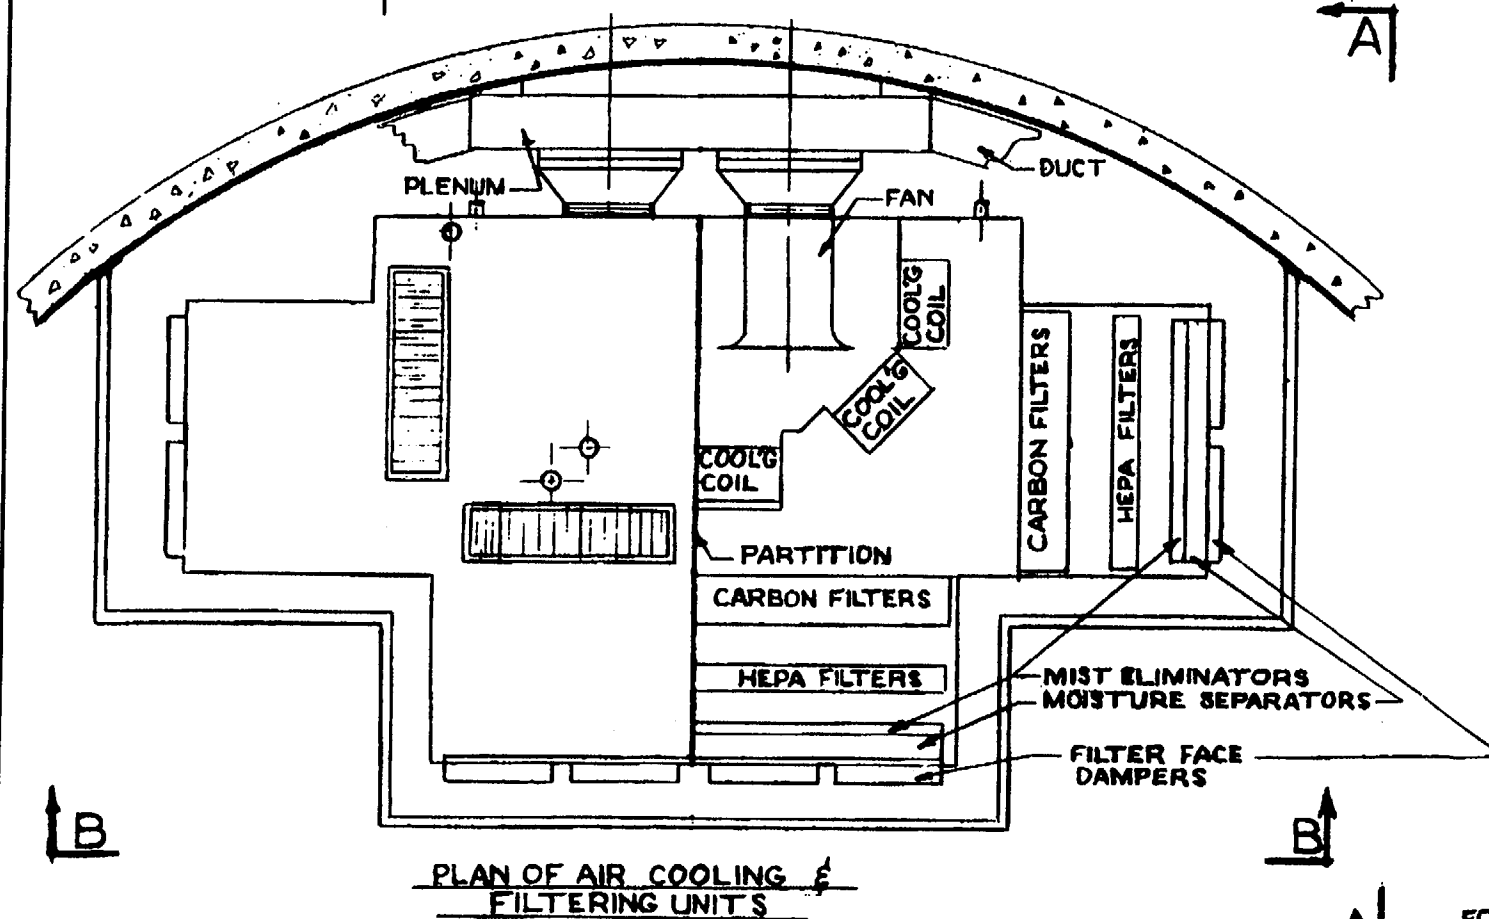 A
DUCT
PLENUM
FAN
COOL'G
COIL
COOL'G
COIL
COOL'G
COIL
CARBON FILTERS
HEPA FILTERS
PARTITION
CARBON FILTERS
HEPA FILTERS
MIST ELIMINATORS
MOISTURE SEPARATORS
FILTER FACE
DAMPERS
B
B
PLAN OF AIR COOLING &
FILTERING UNITS